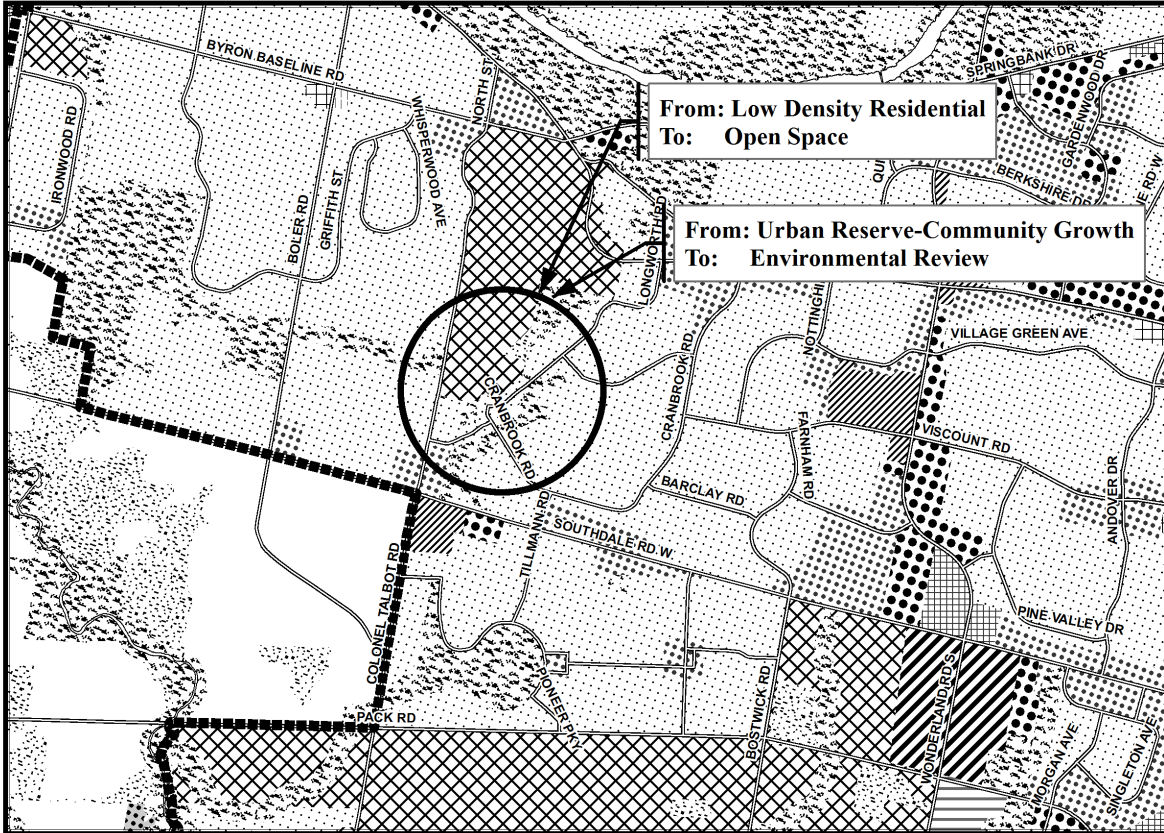 BYRON BASELINE RD
NORTH ST
SPRINGBANK DR
GARDENWOOD DR
From: Low Density Residential
To: Open Space
IRONWOOD RD
WHISPERWOOD AVE
GRIFFITH ST
BOLER RD
BERKSHIRE DR
LONGWORTH RD
From: Urban Reserve-Community Growth
To: Environmental Review
VILLAGE GREEN AVE
CRANBROOK RD
CRANBROOK RD
FARNHAM RD
VISCOUNT RD
BARCLAY RD
ANDOVER DR
SOUTHDALE RD W
TILLMANN RD
COLONEL TALBOT RD
PINE VALLEY DR
PIONEER PKY
BOSTWICK RD
WONDERLAND RD S
PACK RD
MORGAN AVE
SINGLETON AVE